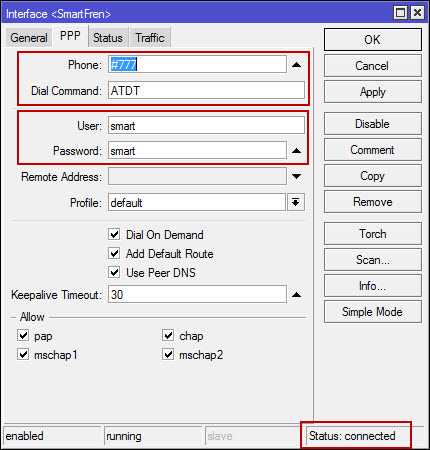 Interface <SmartFren>
General PPP Status Traffic
Phone: #777
Dial Command: ATDT
User: smart
Password: smart
Remote Address:
Profile: default
Dial On Demand
Add Default Route
Use Peer DNS
Keepalive Timeout: 30
Allow
pap chap
mschap1 mschap2
OK
Cancel
Apply
Disable
Comment
Copy
Remove
Torch
Scan...
Info...
Simple Mode
enabled running slave Status: connected